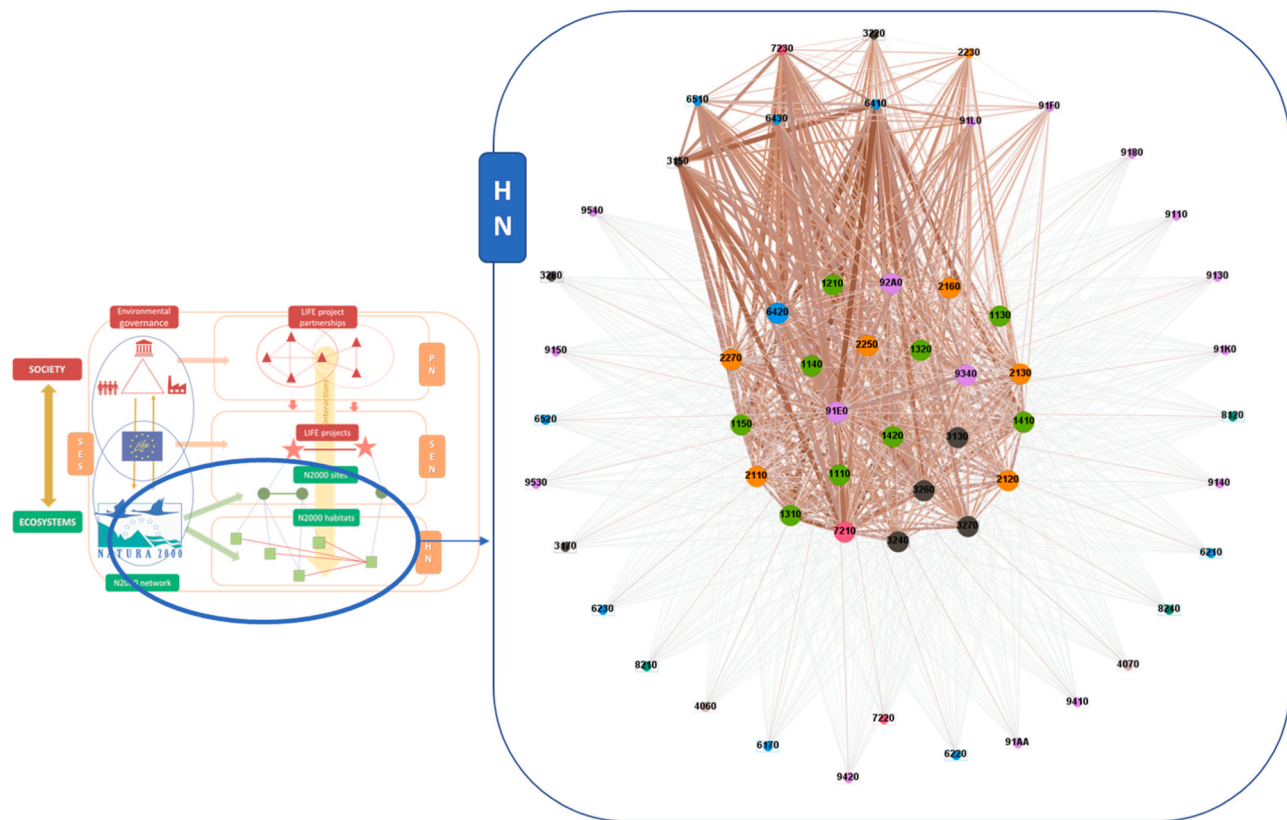 Environmental
governance
LIFE project
partnerships
P
N
SOCIETY
interactions
LIFE projects
life
S
E
S
S
E
N
N2000 sites
N2000 habitats
ECOSYSTEMS
NATURA 2000
H
N
N2000 network
H
N
3220
7230
2230
6510
6410
91F0
6430
91L0
3150
9180
9540
9110
3280
9130
1210
92A0
2160
6420
1130
9150
2250
1320
91K0
2270
1140
9340
2130
6520
91E0
8120
1150
1420
3130
1410
9530
2110
1110
3260
2120
9140
1310
7210
3240
3270
3170
6210
6230
8240
8210
4070
4060
9410
7220
6170
91AA
6220
9420